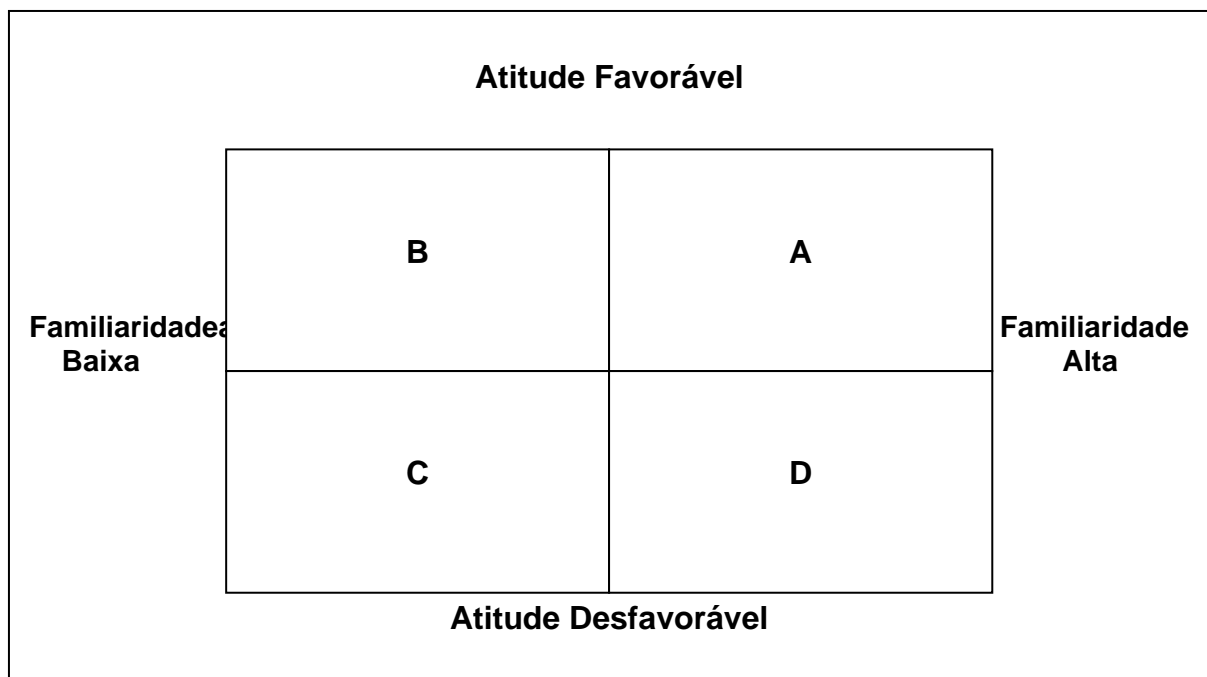 Atitude Favorável
B A
Familiaridadea Familiaridade
Baixa Alta
C D
Atitude Desfavorável